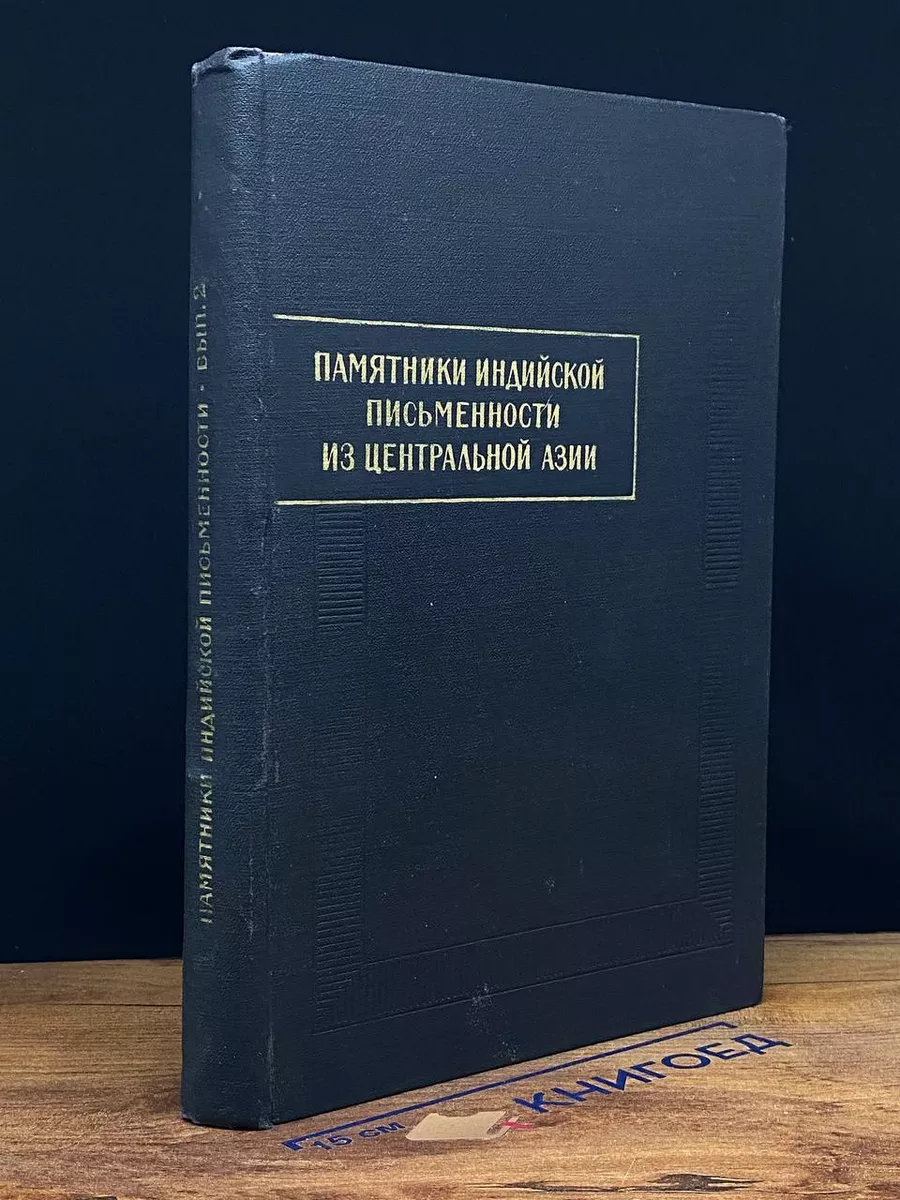 ПАМЯТНИКИ ИНДИЙСКОЙ
ПИСЬМЕННОСТИ
ИЗ ЦЕНТРАЛЬНОЙ АЗИИ
ПАМЯТНИКИ ИНДИЙСКОЙ ПИСЬМЕННОСТИ • ВЫП. 2
15 см
КНИГОЕД